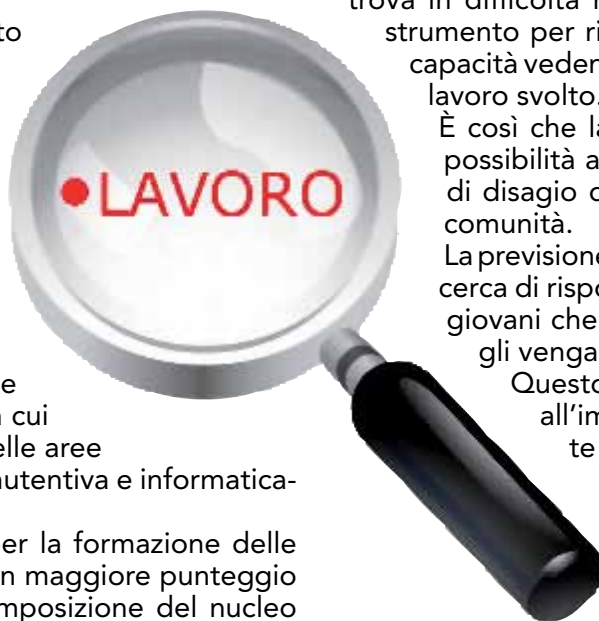 to
e
cui
elle aree
nutentiva e informatica-
er la formazione delle
n maggiore punteggio
mposizione del nucleo
•LAVORO
trova in difficoltà
strumento per ri
capacità veden
lavoro svolto.
È così che la
possibilità a
di disagio
comunità.
La previsione
cerca di rispo
giovani che
gli venga
Questo
all'im
te